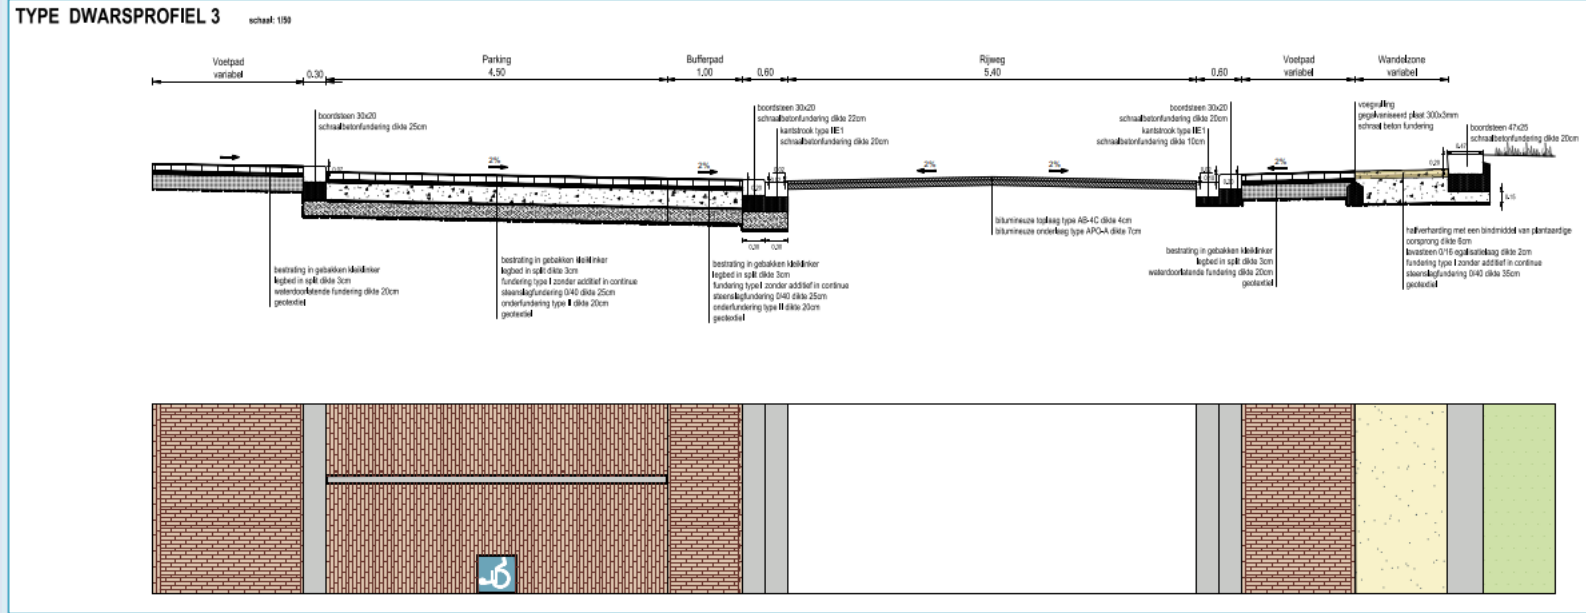 TYPE DWARSPROFIEL 3
schaal: 1/50
Voetpad
variabel
0.30
Parking
4.50
Bufferpad
1.00
0.60
Rijweg
5.40
0.60
Voetpad
variabel
Wandelzone
variabel
boordsteen 30x20
schraalbetonfundering dikte 25cm
boordsteen 30x20
schraalbetonfundering dikte 22cm
kantstrook type IIE1
schraalbetonfundering dikte 20cm
boordsteen 30x20
schraalbetonfundering dikte 20cm
kantstrook type IIE1
schraalbetonfundering dikte 10cm
voegvulling
gegalvaniseerd plaat 300x3mm
schraal beton fundering
boordsteen 47x25
schraalbetonfundering dikte 20cm
2%
2%
2%
2%
2%
bestrating in gebakken kleiklinker
legbed in split dikte 3cm
waterdoorlatende fundering dikte 20cm
geotextiel
bestrating in gebakken kleiklinker
legbed in split dikte 3cm
fundering type I zonder additief in continue
steenslagfundering 0/40 dikte 25cm
onderfundering type II dikte 20cm
geotextiel
bestrating in gebakken kleiklinker
legbed in split dikte 3cm
fundering type I zonder additief in continue
steenslagfundering 0/40 dikte 25cm
onderfundering type II dikte 20cm
geotextiel
bitumineuze toplaag type AB-4C dikte 4cm
bitumineuze onderlaag type APO-A dikte 7cm
bestrating in gebakken kleiklinker
legbed in split dikte 3cm
waterdoorlatende fundering dikte 20cm
geotextiel
halfverharding met een bindmiddel van plantaardige
oorsprong dikte 6cm
lavasteen 0/16 egalisatielaag dikte 2cm
fundering type I zonder additief in continue
steenslagfundering 0/40 dikte 35cm
geotextiel